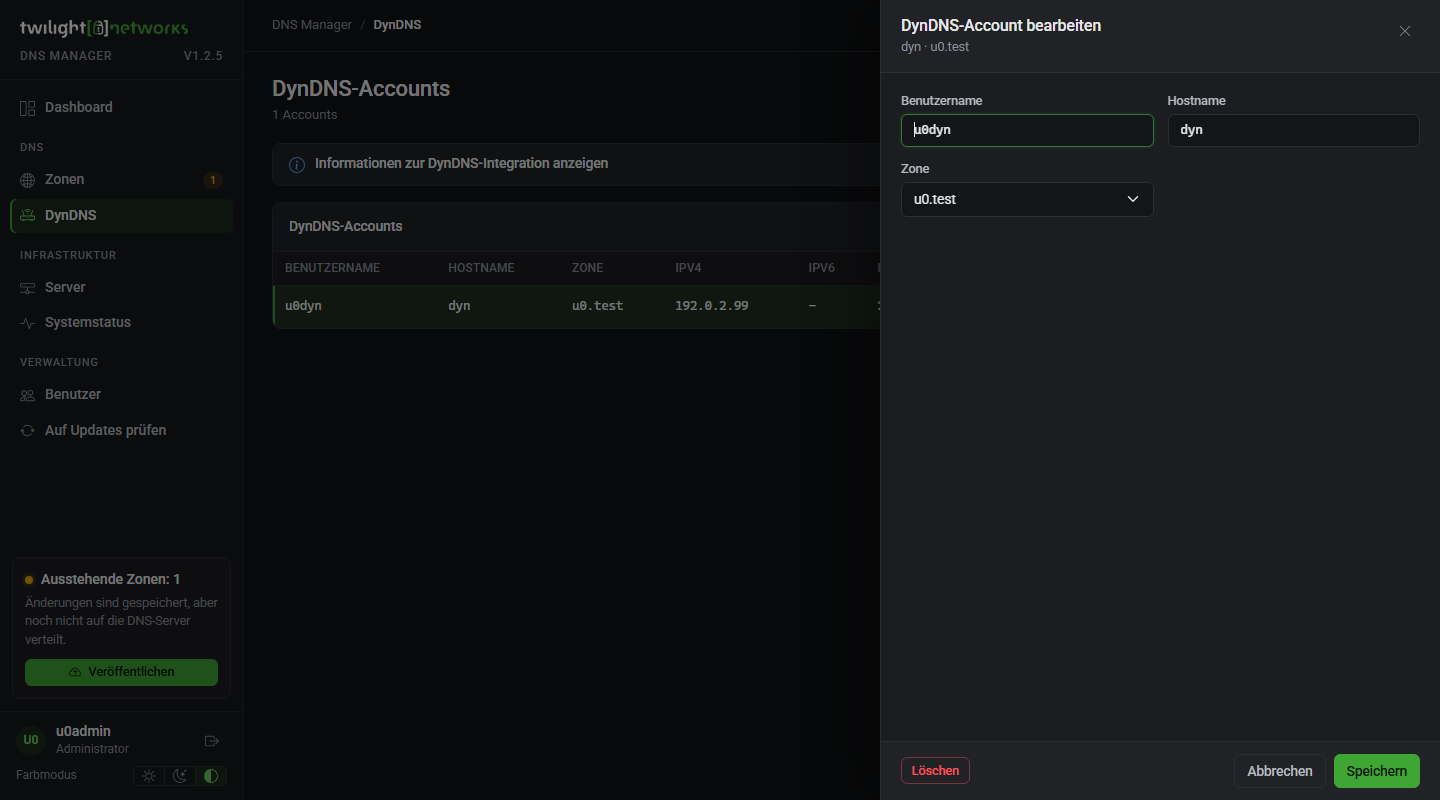 twilight[]networks
DNS MANAGER V1.2.5
Dashboard
DNS
Zonen 1
DynDNS
INFRASTRUKTUR
Server
Systemstatus
VERWALTUNG
Benutzer
Auf Updates prüfen
Ausstehende Zonen: 1
Änderungen sind gespeichert, aber
noch nicht auf die DNS-Server
verteilt.
Veröffentlichen
U0 u0admin
Administrator
Farbmodus
DNS Manager / DynDNS
DynDNS-Accounts
1 Accounts
Informationen zur DynDNS-Integration anzeigen
DynDNS-Accounts
BENUTZERNAME HOSTNAME ZONE IPV4 IPV6
u0dyn dyn u0.test 192.0.2.99 –
DynDNS-Account bearbeiten
dyn · u0.test
Benutzername Hostname
u0dyn dyn
Zone
u0.test
Löschen Abbrechen Speichern